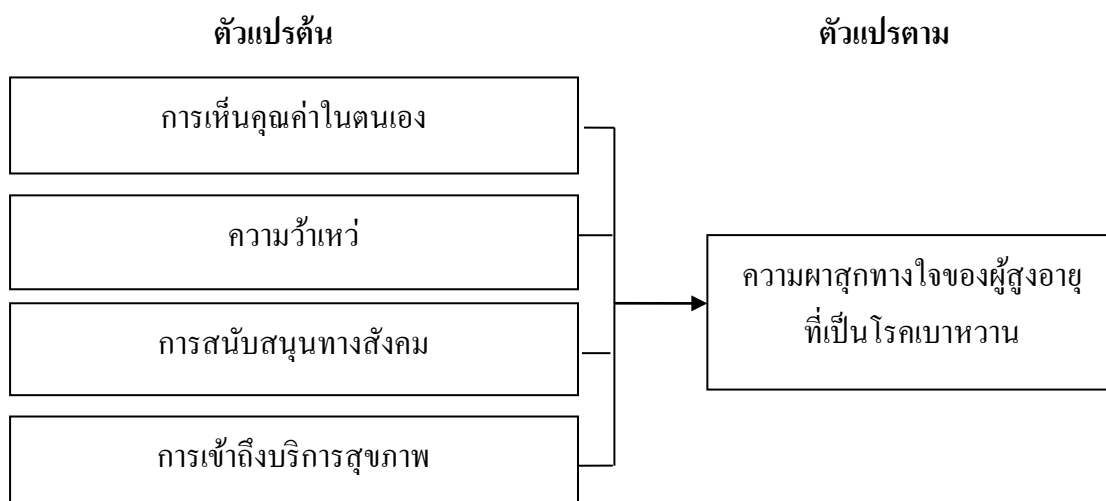 ตัวแปรต้น
ตัวแปรตาม
การเห็นคุณค่าในตนเอง
ความว้าเหว่
การสนับสนุนทางสังคม
การเข้าถึงบริการสุขภาพ
ความผาสุกทางใจของผู้สูงอายุ
ที่เป็นโรคเบาหวาน